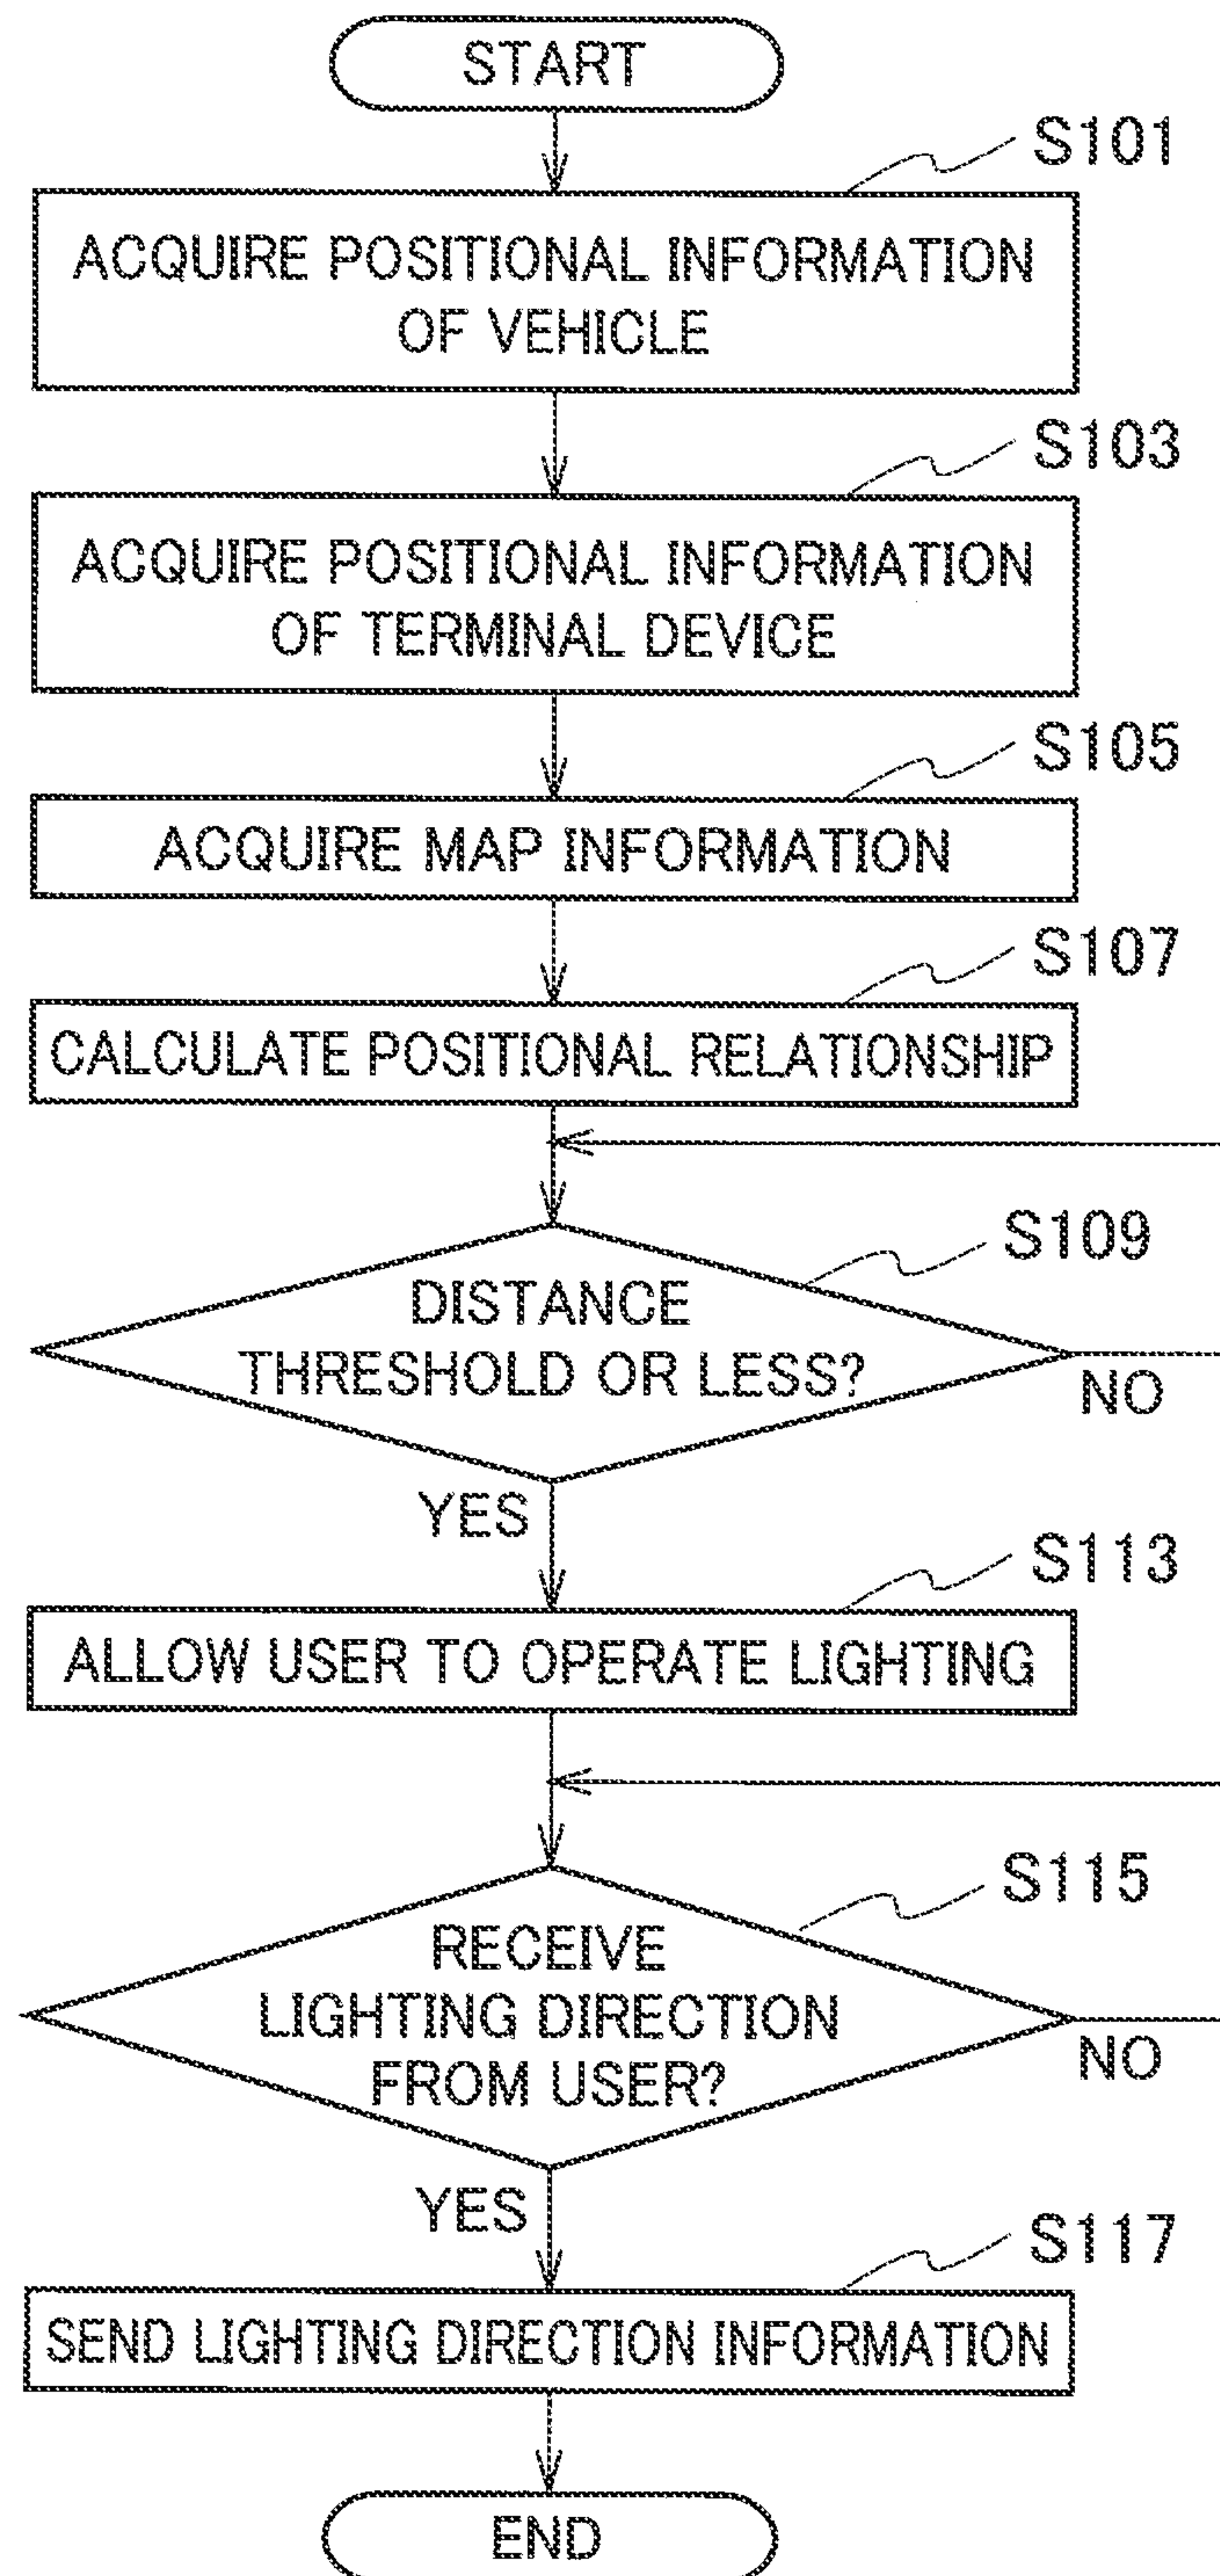 START
S101
ACQUIRE POSITIONAL INFORMATION
OF VEHICLE
S103
ACQUIRE POSITIONAL INFORMATION
OF TERMINAL DEVICE
S105
ACQUIRE MAP INFORMATION
S107
CALCULATE POSITIONAL RELATIONSHIP
S109
DISTANCE
THRESHOLD OR LESS?
NO
YES
S113
ALLOW USER TO OPERATE LIGHTING
S115
RECEIVE
LIGHTING DIRECTION
FROM USER?
NO
YES
S117
SEND LIGHTING DIRECTION INFORMATION
END